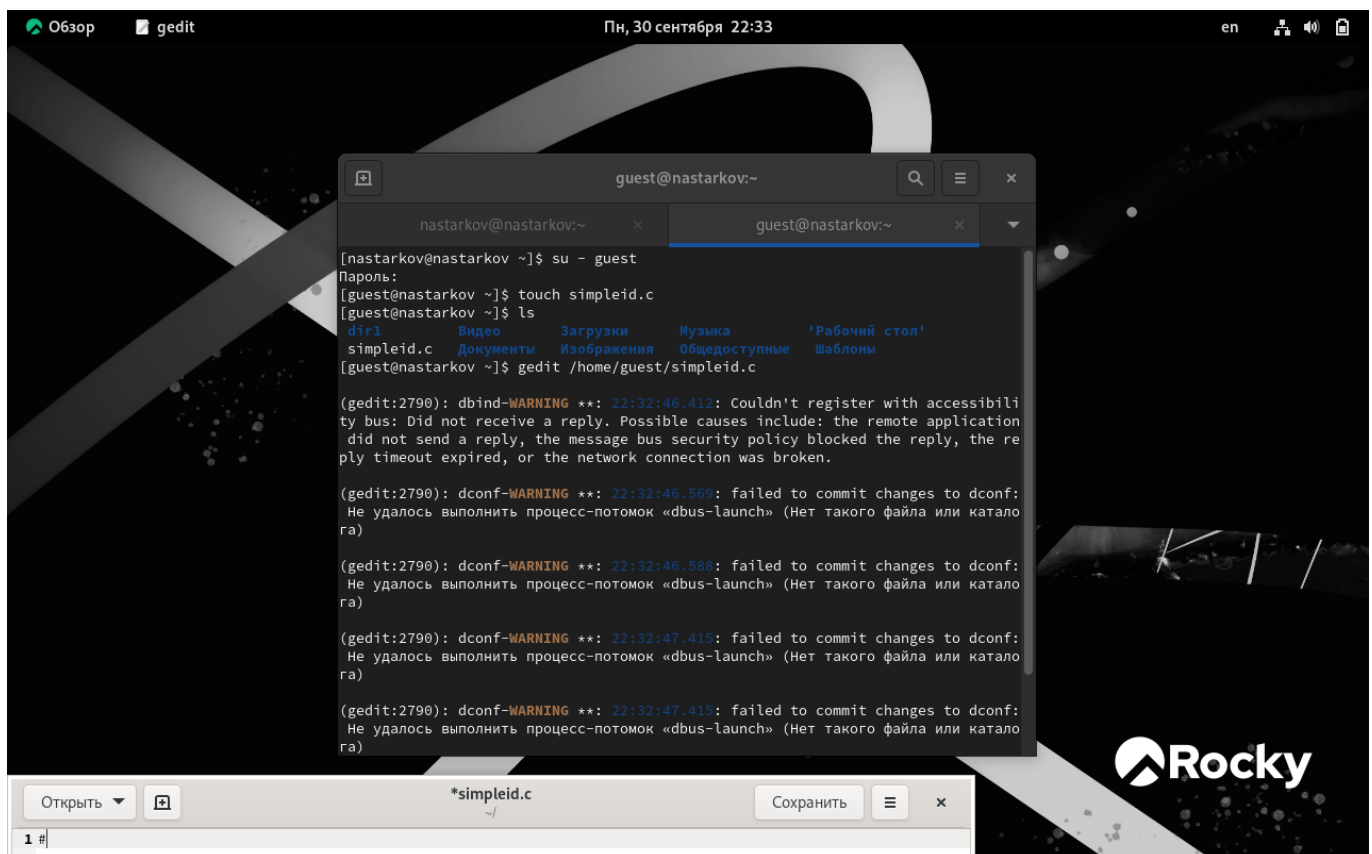 Обзор gedit Пн, 30 сентября 22:33 en
guest@nastarkov:~
nastarkov@nastarkov:~ × guest@nastarkov:~ ×
[nastarkov@nastarkov ~]$ su - guest
Пароль:
[guest@nastarkov ~]$ touch simpleid.c
[guest@nastarkov ~]$ ls
dir1 Видео Загрузки Музыка 'Рабочий стол'
simpleid.c Документы Изображения Общедоступные Шаблоны
[guest@nastarkov ~]$ gedit /home/guest/simpleid.c
(gedit:2790): dbind-WARNING **: 22:32:46.412: Couldn't register with accessibili
ty bus: Did not receive a reply. Possible causes include: the remote application
did not send a reply, the message bus security policy blocked the reply, the re
ply timeout expired, or the network connection was broken.
(gedit:2790): dconf-WARNING **: 22:32:46.569: failed to commit changes to dconf:
Не удалось выполнить процесс-потомок «dbus-launch» (Нет такого файла или катало
га)
(gedit:2790): dconf-WARNING **: 22:32:46.588: failed to commit changes to dconf:
Не удалось выполнить процесс-потомок «dbus-launch» (Нет такого файла или катало
га)
(gedit:2790): dconf-WARNING **: 22:32:47.415: failed to commit changes to dconf:
Не удалось выполнить процесс-потомок «dbus-launch» (Нет такого файла или катало
га)
(gedit:2790): dconf-WARNING **: 22:32:47.415: failed to commit changes to dconf:
Не удалось выполнить процесс-потомок «dbus-launch» (Нет такого файла или катало
га)
Rocky
Открыть *simpleid.c Сохранить
~/
1 #